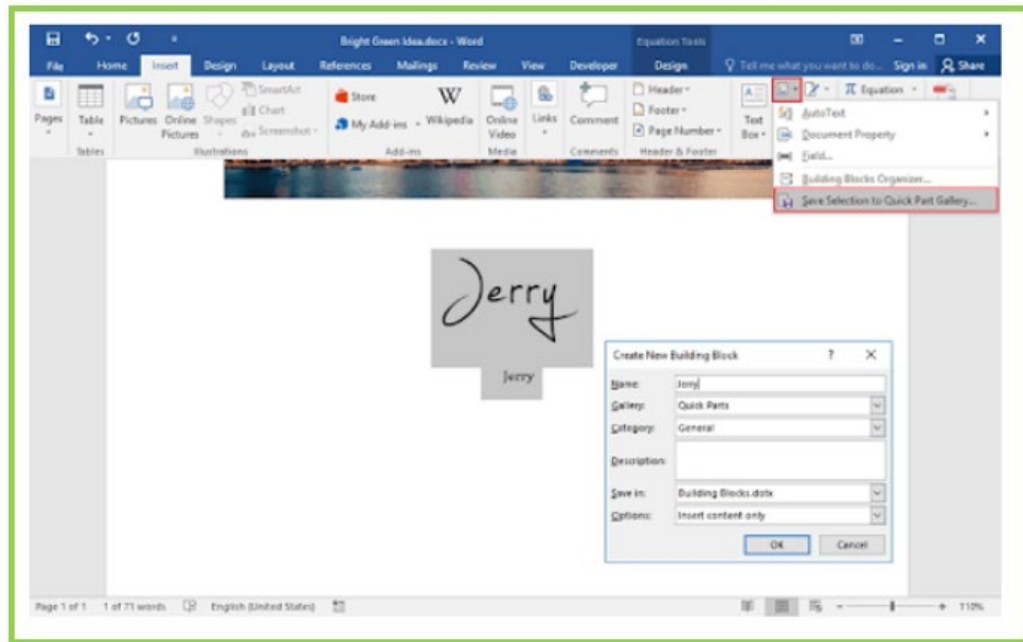 Bright Green Idea.docx - Word
Equation Tools
File Home Insert Design Layout References Mailings Review View Developer Design Tell me what you want to do... Sign in Share
Pages
Table
Tables
Pictures
Online Pictures
Shapes
SmartArt
Chart
Screenshot
Illustrations
Store
My Add-ins
Wikipedia
Add-ins
Online Video
Media
Links
Comment
Comments
Header
Footer
Page Number
Header & Footer
Text Box
π Equation
AutoText
Document Property
Field...
Building Blocks Organizer...
Save Selection to Quick Part Gallery...
Jerry
Jerry
Create New Building Block ? X
Name: Jerry
Gallery: Quick Parts
Category: General
Description:
Save in: Building Blocks.dotx
Options: Insert content only
OK Cancel
Page 1 of 1 1 of 71 words English (United States) 110%